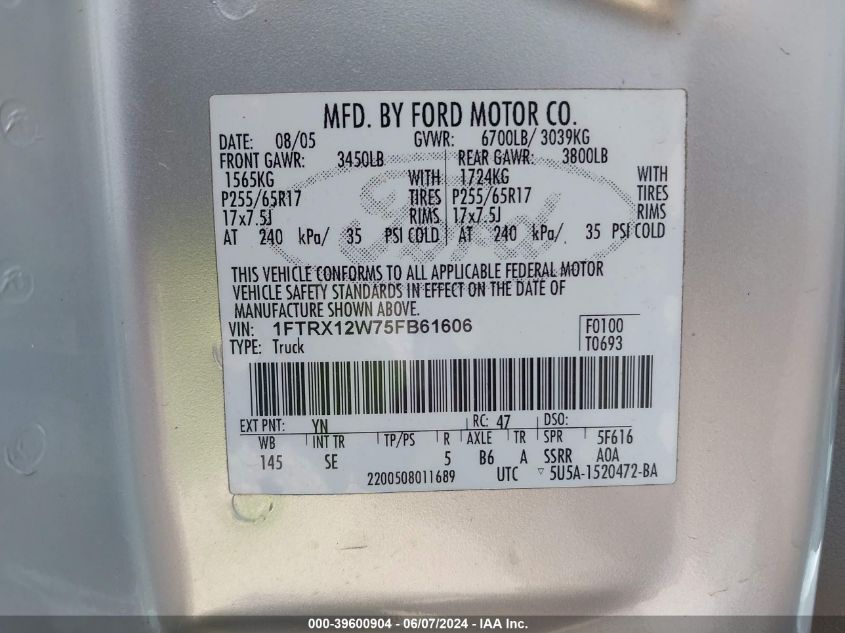 MFD. BY FORD MOTOR CO.
DATE: 08/05 GVWR: 6700LB/ 3039KG
FRONT GAWR: 3450LB REAR GAWR: 3800LB
1565KG WITH 1724KG WITH
P255/65R17 TIRES P255/65R17 TIRES
17x7.5J RIMS 17x7.5J RIMS
AT 240 kPa/ 35 PSI COLD AT 240 kPa/. 35 PSI COLD
THIS VEHICLE CONFORMS TO ALL APPLICABLE FEDERAL MOTOR
VEHICLE SAFETY STANDARDS IN EFFECT ON THE DATE OF
MANUFACTURE SHOWN ABOVE.
VIN: 1FTRX12W75FB61606 F0100
TYPE: Truck T0693
EXT PNT: YN RC: 47 DSO:
WB INT TR TP/PS R AXLE TR SPR 5F616
145 SE 5 B6 A SSRR A0A
2200508011689 UTC ▽ 5U5A-1520472-BA
000-39600904 - 06/07/2024 - IAA Inc.